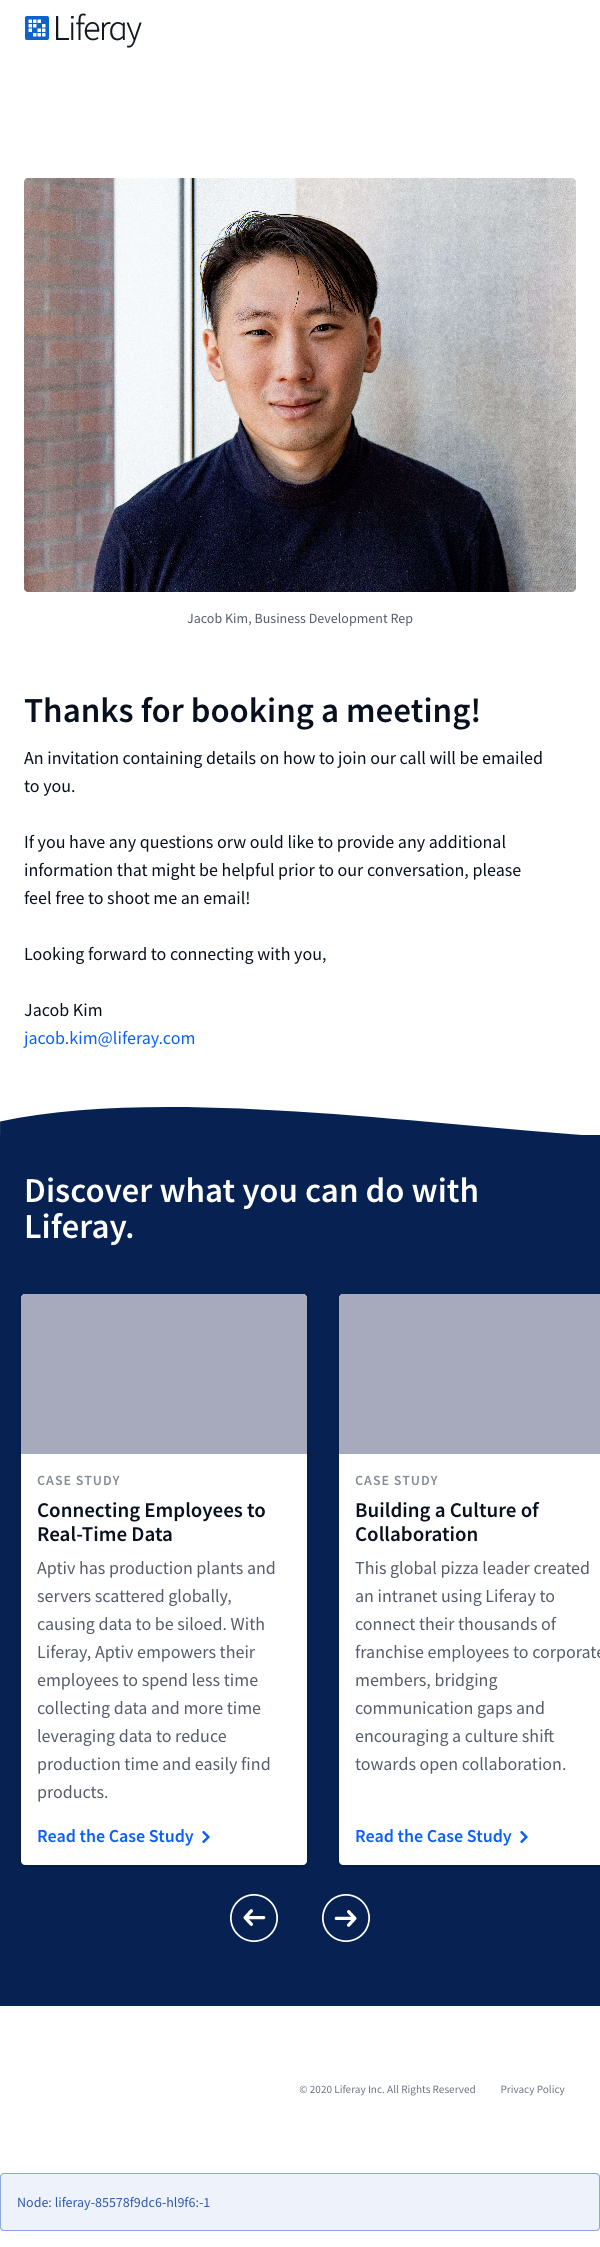 Liferay
Jacob Kim, Business Development Rep
Thanks for booking a meeting!
An invitation containing details on how to join our call will be emailed
to you.
If you have any questions orw ould like to provide any additional
information that might be helpful prior to our conversation, please
feel free to shoot me an email!
Looking forward to connecting with you,
Jacob Kim
jacob.kim@liferay.com
Discover what you can do with
Liferay.
CASE STUDY
Connecting Employees to
Real-Time Data
Aptiv has production plants and
servers scattered globally,
causing data to be siloed. With
Liferay, Aptiv empowers their
employees to spend less time
collecting data and more time
leveraging data to reduce
production time and easily find
products.
Read the Case Study
CASE STUDY
Building a Culture of
Collaboration
This global pizza leader created
an intranet using Liferay to
connect their thousands of
franchise employees to corporate
members, bridging
communication gaps and
encouraging a culture shift
towards open collaboration.
Read the Case Study
© 2020 Liferay Inc. All Rights Reserved
Privacy Policy
Node: liferay-85578f9dc6-hl9f6:-1